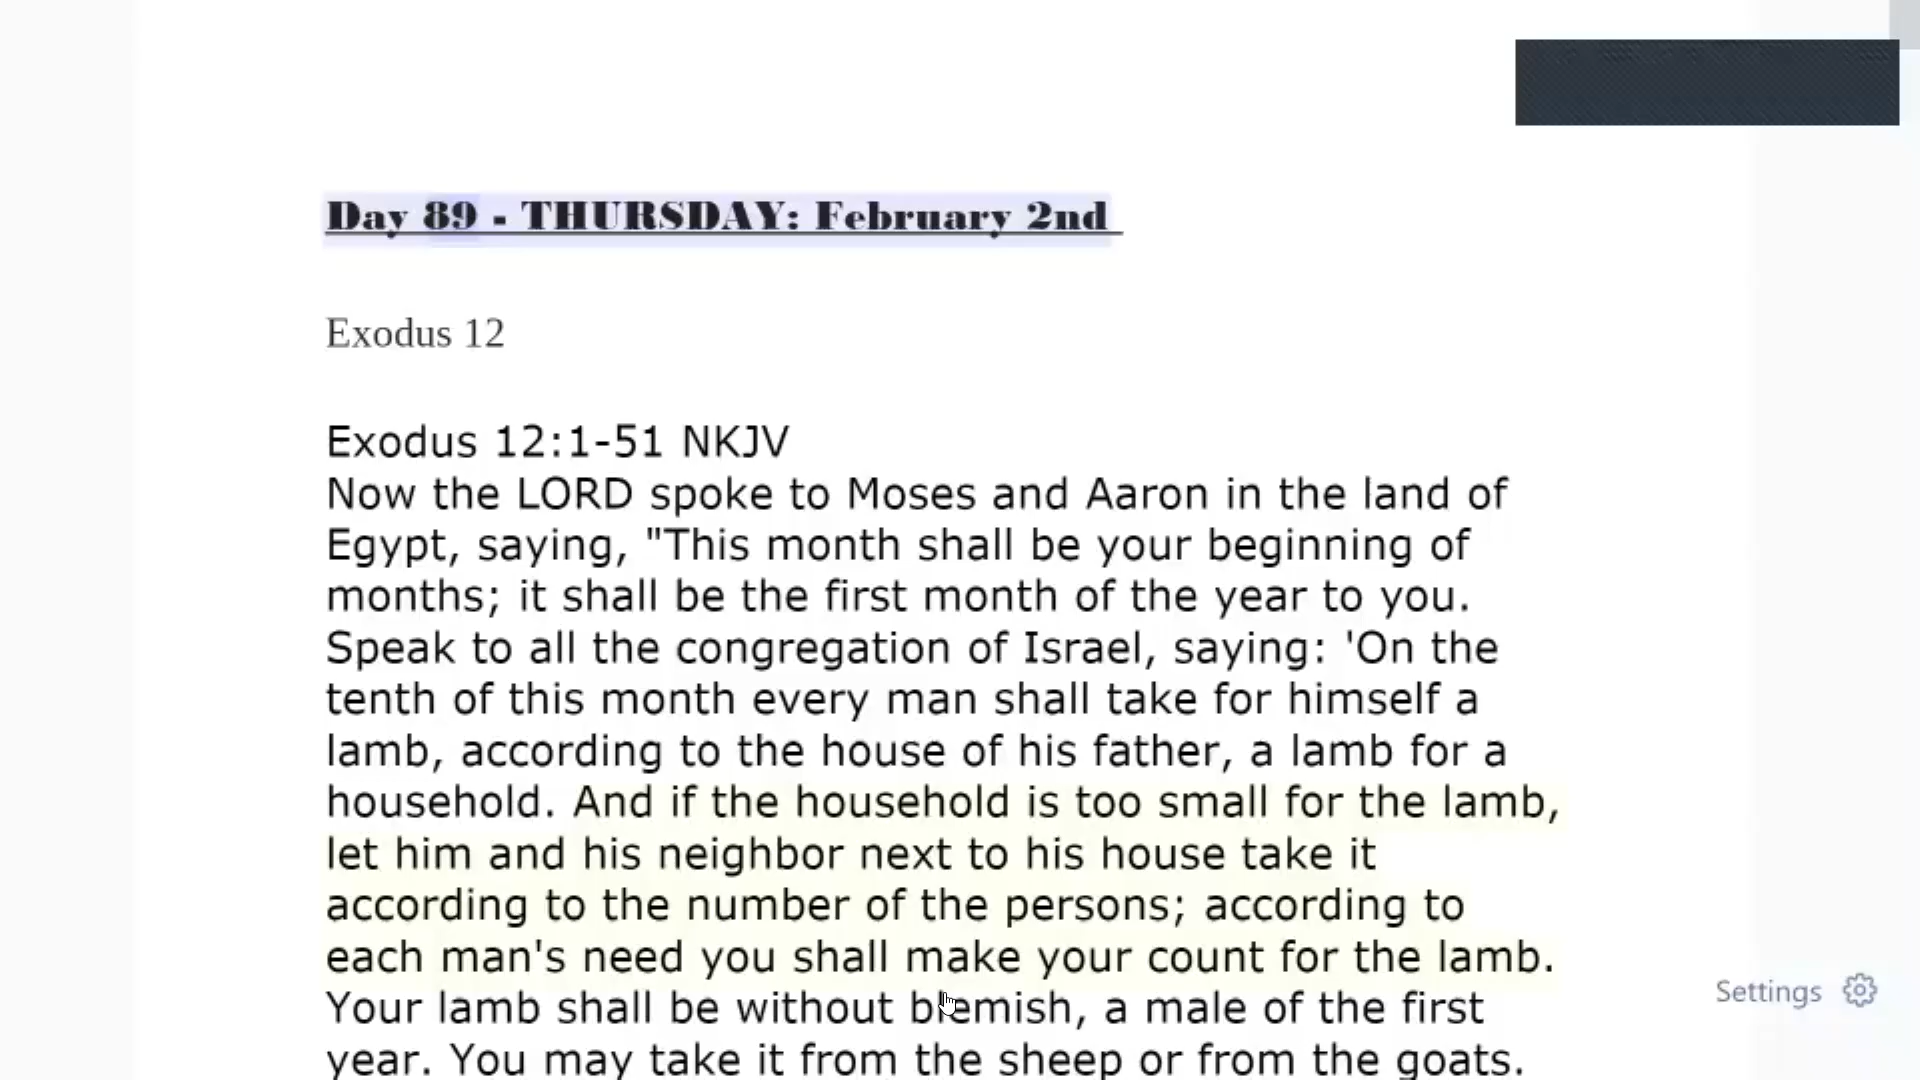 Day 89 - THURSDAY: February 2nd
Exodus 12
Exodus 12:1-51 NKJV
Now the LORD spoke to Moses and Aaron in the land of
Egypt, saying, "This month shall be your beginning of
months; it shall be the first month of the year to you.
Speak to all the congregation of Israel, saying: 'On the
tenth of this month every man shall take for himself a
lamb, according to the house of his father, a lamb for a
household. And if the household is too small for the lamb,
let him and his neighbor next to his house take it
according to the number of the persons; according to
each man's need you shall make your count for the lamb.
Your lamb shall be without blemish, a male of the first
year. You may take it from the sheep or from the goats.
Settings